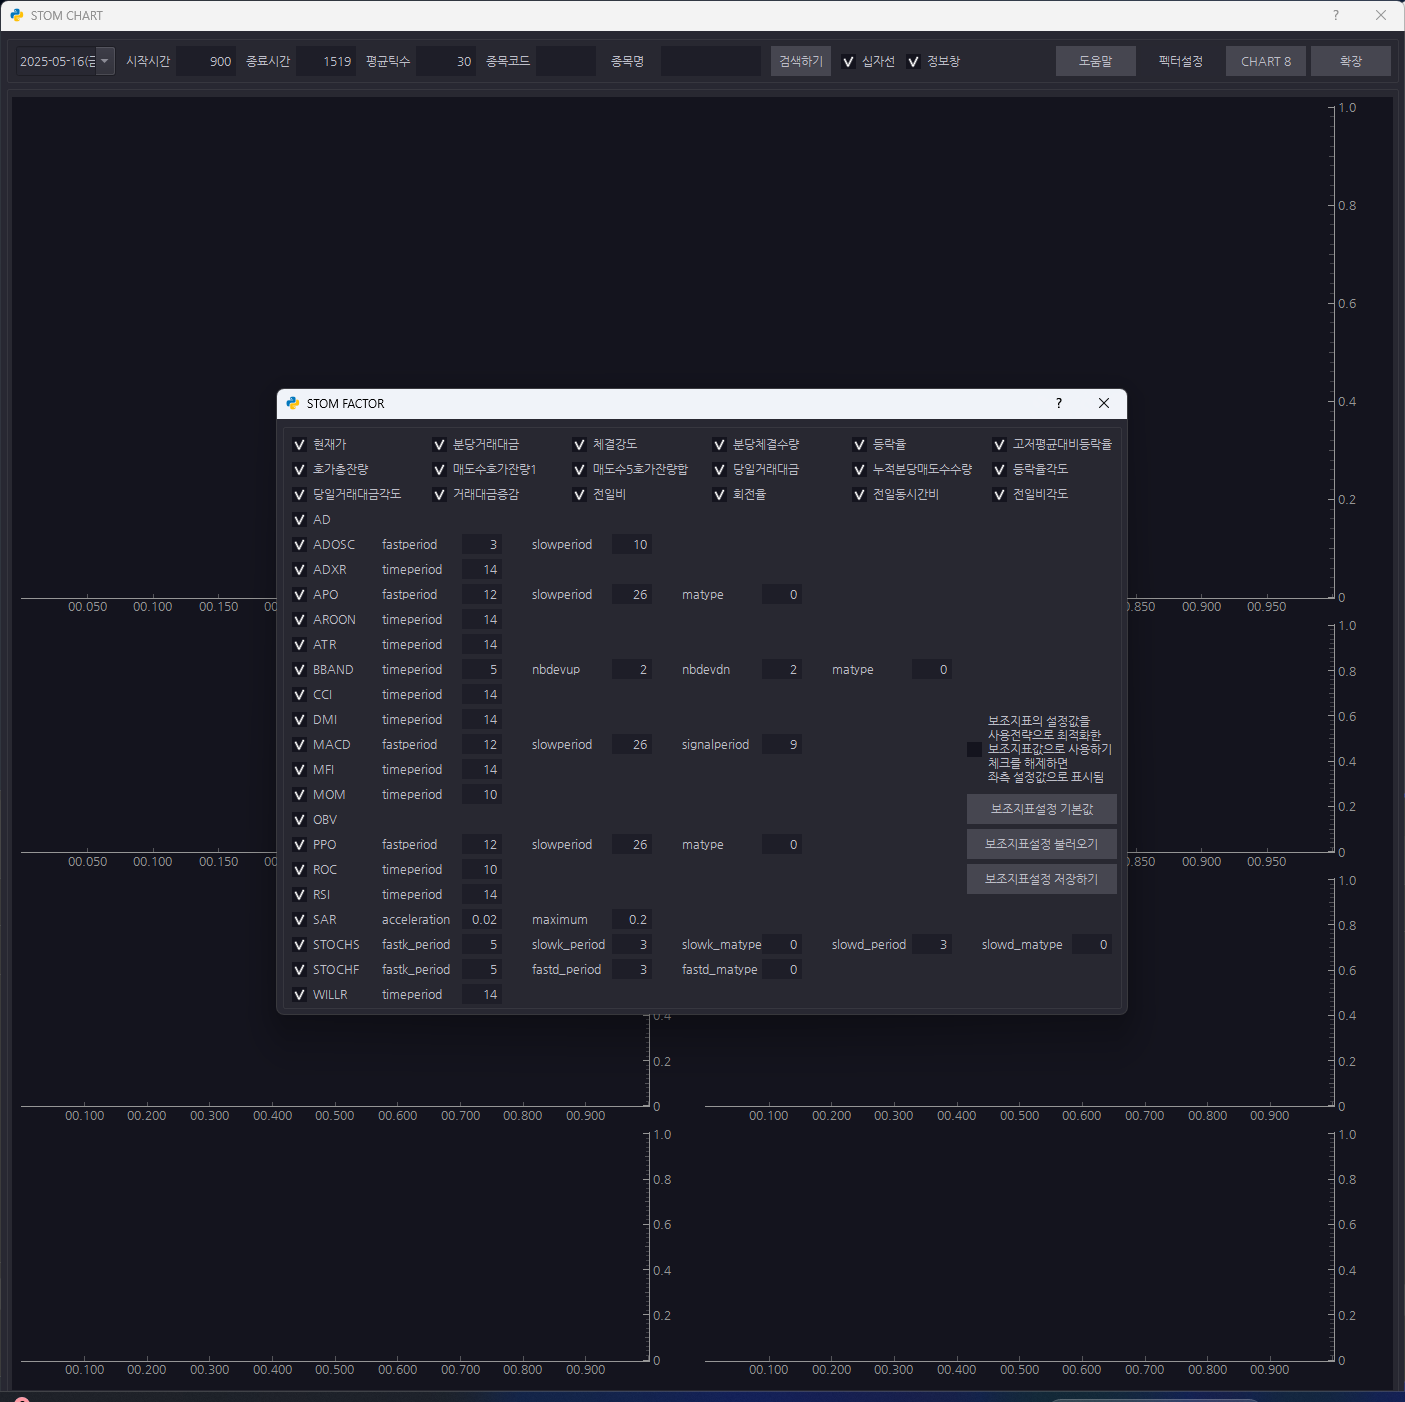 STOM CHART ?
2025-05-16(금 시작시간 900 종료시간 1519 평균틱수 30 종목코드 종목명 검색하기 십자선 정보창 도움말 팩터설정 CHART 8 확장
1.0
0.8
0.6
0.4
0.2
0
00.050 00.100 00.150 00.900 00.950
STOM FACTOR ?
현재가 분당거래대금 체결강도 분당체결수량 등락율 고저평균대비등락율
호가총잔량 매도수호가잔량1 매도수5호가잔량합 당일거래대금 누적분당매도수수량 등락율각도
당일거래대금각도 거래대금증감 전일비 회전율 전일동시간비 전일비각도
AD
ADOSC fastperiod 3 slowperiod 10
ADXR timeperiod 14
APO fastperiod 12 slowperiod 26 matype 0
AROON timeperiod 14
ATR timeperiod 14
BBAND timeperiod 5 nbdevup 2 nbdevdn 2 matype 0
CCI timeperiod 14
DMI timeperiod 14
MACD fastperiod 12 slowperiod 26 signalperiod 9
MFI timeperiod 14
MOM timeperiod 10
OBV
PPO fastperiod 12 slowperiod 26 matype 0
ROC timeperiod 10
RSI timeperiod 14
SAR acceleration 0.02 maximum 0.2
STOCHS fastk_period 5 slowk_period 3 slowk_matype 0 slowd_period 3 slowd_matype 0
STOCHF fastk_period 5 fastd_period 3 fastd_matype 0
WILLR timeperiod 14
보조지표의 설정값을
사용전략으로 최적화한
보조지표값으로 사용하기
체크를 해제하면
좌측 설정값으로 표시됨
보조지표설정 기본값
보조지표설정 불러오기
보조지표설정 저장하기
1.0
0.8
0.6
0.4
0.2
0
00.050 00.100 00.150 00.900 00.950
1.0
0.8
0.6
0.4 0.4
0.2 0.2
0 0
00.100 00.200 00.300 00.400 00.500 00.600 00.700 00.800 00.900 00.100 00.200 00.300 00.400 00.500 00.600 00.700 00.800 00.900
1.0 1.0
0.8 0.8
0.6 0.6
0.4 0.4
0.2 0.2
0 0
00.100 00.200 00.300 00.400 00.500 00.600 00.700 00.800 00.900 00.100 00.200 00.300 00.400 00.500 00.600 00.700 00.800 00.900